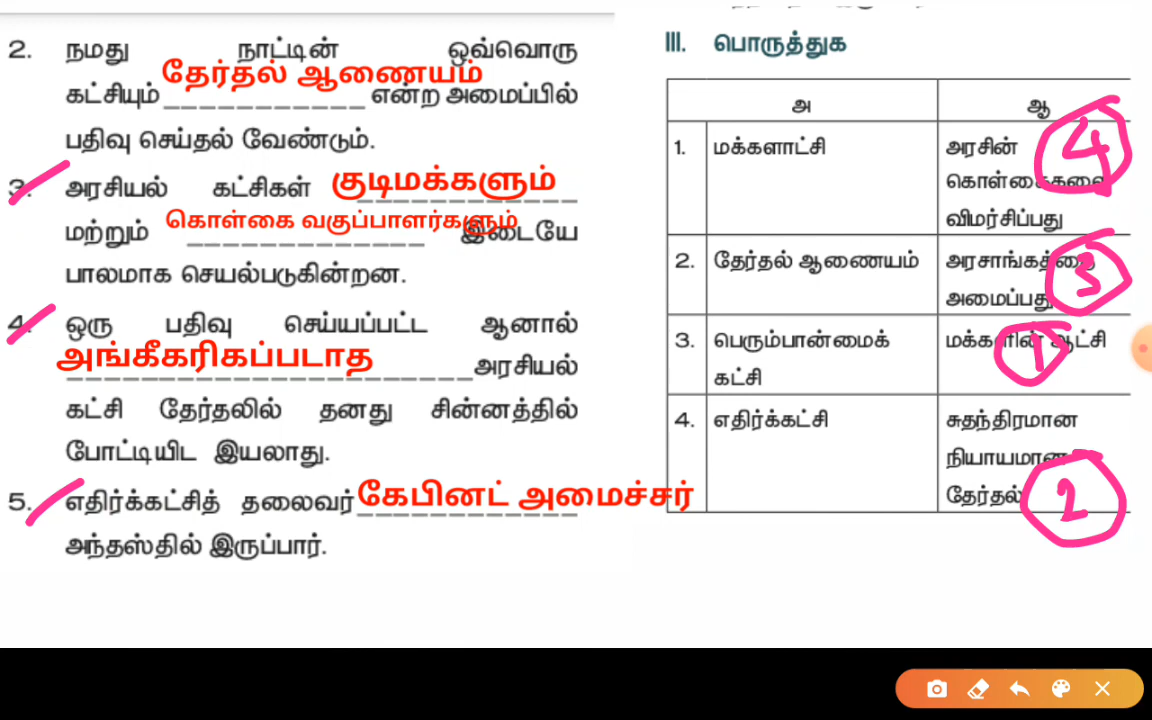 2. நமது நாட்டின் ஒவ்வொரு
தேர்தல் ஆணையம்
கட்சியும் ___________ என்ற அமைப்பில்
பதிவு செய்தல் வேண்டும்.
3. அரசியல் கட்சிகள் குடிமக்களும்
மற்றும் கொள்கை வகுப்பாளர்களும் இடையே
பாலமாக செயல்படுகின்றன.
4. ஒரு பதிவு செய்யப்பட்ட ஆனால்
அங்கீகரிகப்படாத அரசியல்
கட்சி தேர்தலில் தனது சின்னத்தில்
போட்டியிட இயலாது.
5. எதிர்க்கட்சித் தலைவர் கேபினட் அமைச்சர்
அந்தஸ்தில் இருப்பார்.
III. பொருத்துக
அ ஆ
1. மக்களாட்சி அரசின் 4
கொள்கைகளை
விமர்சிப்பது
2. தேர்தல் ஆணையம் அரசாங்கத்தை 3
அமைப்பது
3. பெரும்பான்மைக் மக்களின் ஆட்சி 1
கட்சி
4. எதிர்க்கட்சி சுதந்திரமான
நியாயமான
தேர்தல் 2